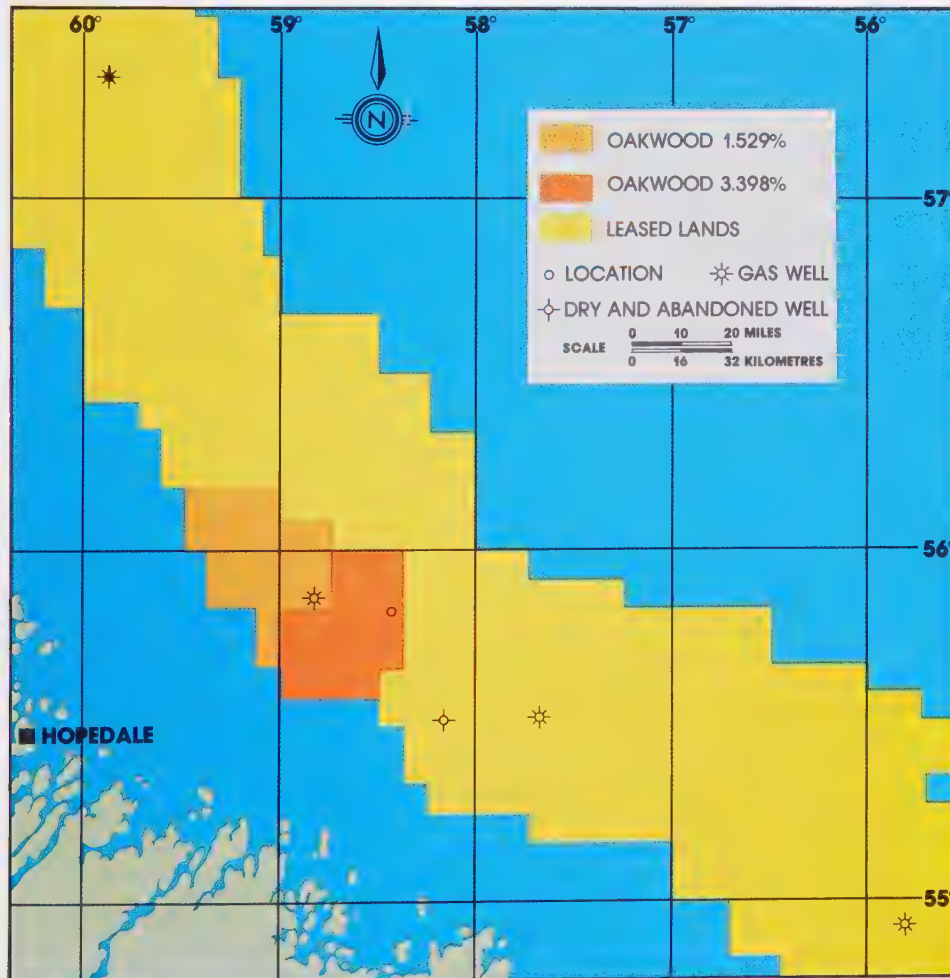 60° 59° 58° 57° 56°
N
OAKWOOD 1.529%
OAKWOOD 3.398%
57°
LEASED LANDS
LOCATION GAS WELL
DRY AND ABANDONED WELL
SCALE 0 10 20 MILES
0 16 32 KILOMETRES
56°
HOPEDALE
55°